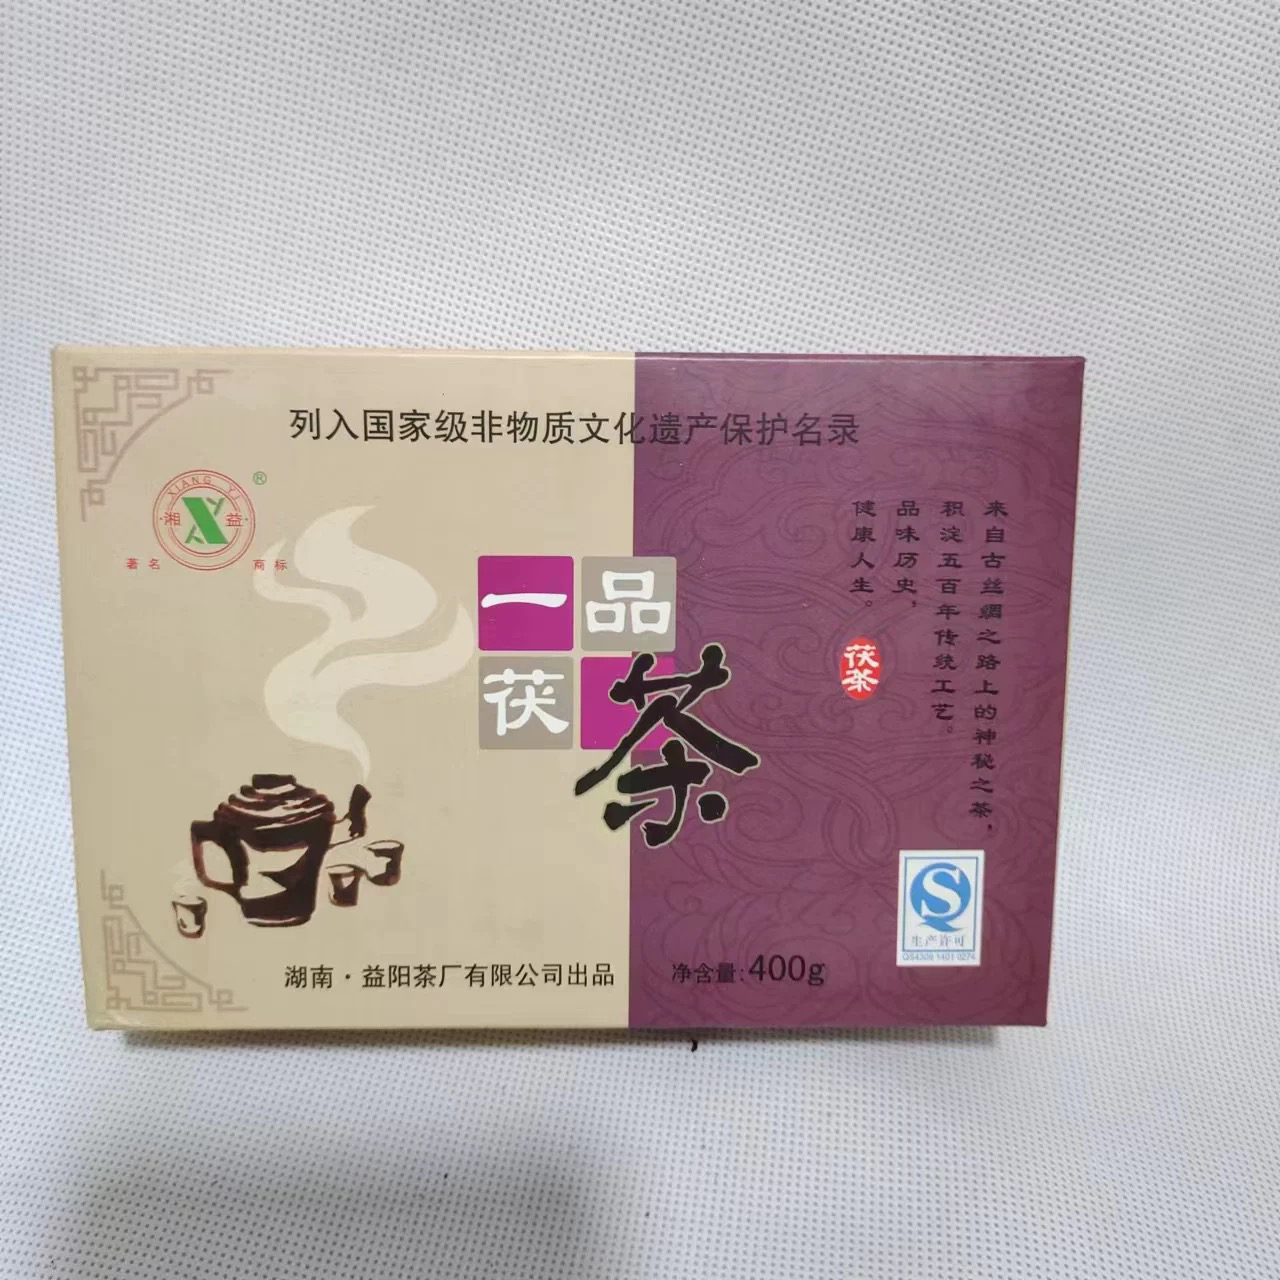 列入国家级非物质文化遗产保护名录
XIANG YI
湘益
®
著名商标
一品
茯茶
来自古丝绸之路上的神秘之茶，
积淀五百年传统工艺。
品味历史，
健康人生。
茯茶
生产许可
QS4309 1401 0274
湖南·益阳茶厂有限公司出品
净含量:400g